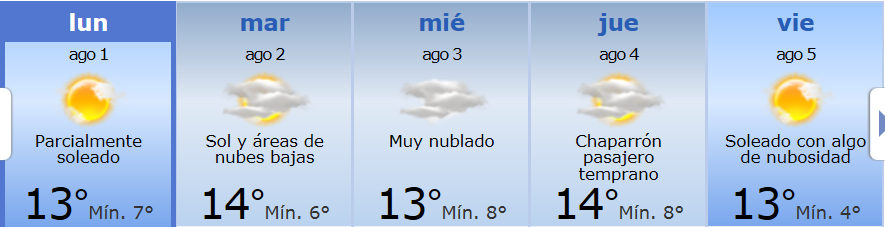 lun
ago 1
Parcialmente
soleado
13° Mín. 7°
mar
ago 2
Sol y áreas de
nubes bajas
14° Mín. 6°
mié
ago 3
Muy nublado
13° Mín. 8°
jue
ago 4
Chaparrón
pasajero
temprano
14° Mín. 8°
vie
ago 5
Soleado con algo
de nubosidad
13° Mín. 4°